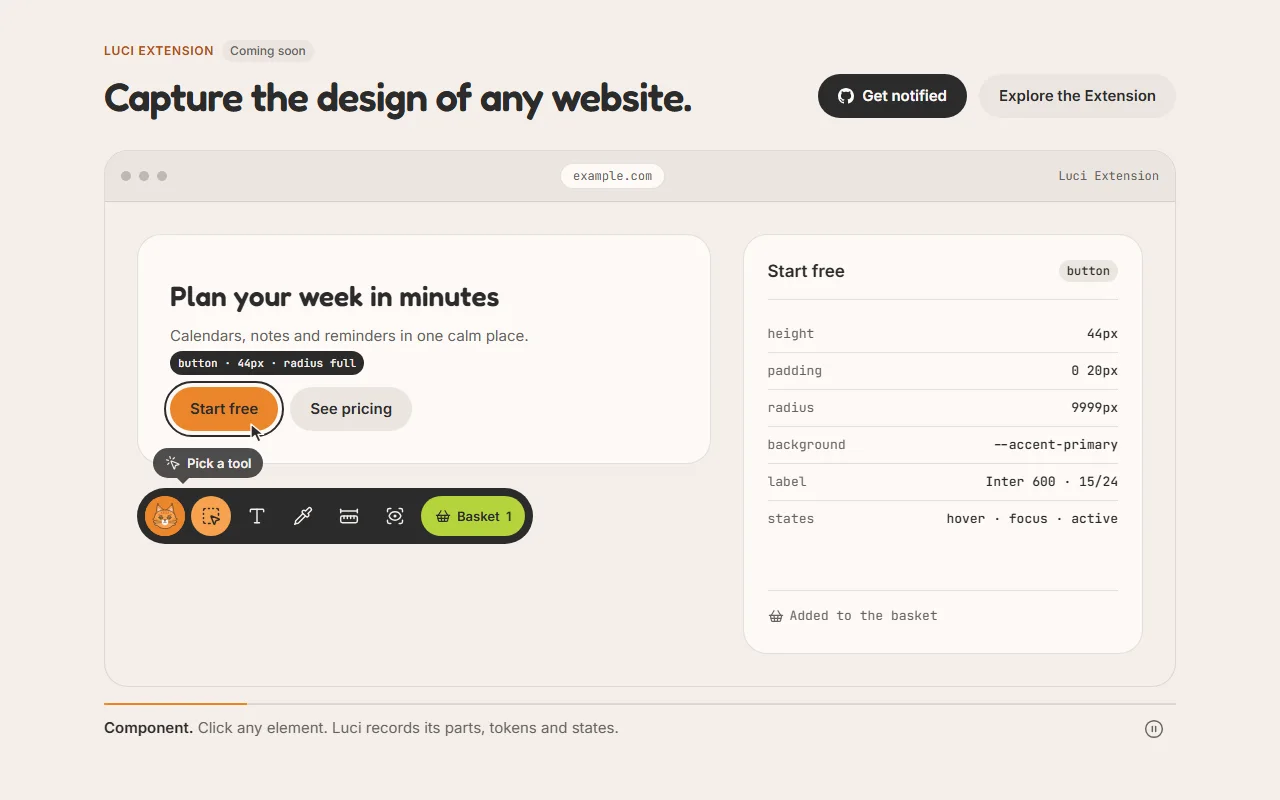 LUCI EXTENSION Coming soon
Capture the design of any website.
Get notified
Explore the Extension
example.com
Luci Extension
Plan your week in minutes
Calendars, notes and reminders in one calm place.
button · 44px · radius full
Start free
See pricing
Pick a tool
Basket 1
Start free
button
height 44px
padding 0 20px
radius 9999px
background --accent-primary
label Inter 600 · 15/24
states hover · focus · active
Added to the basket
Component. Click any element. Luci records its parts, tokens and states.